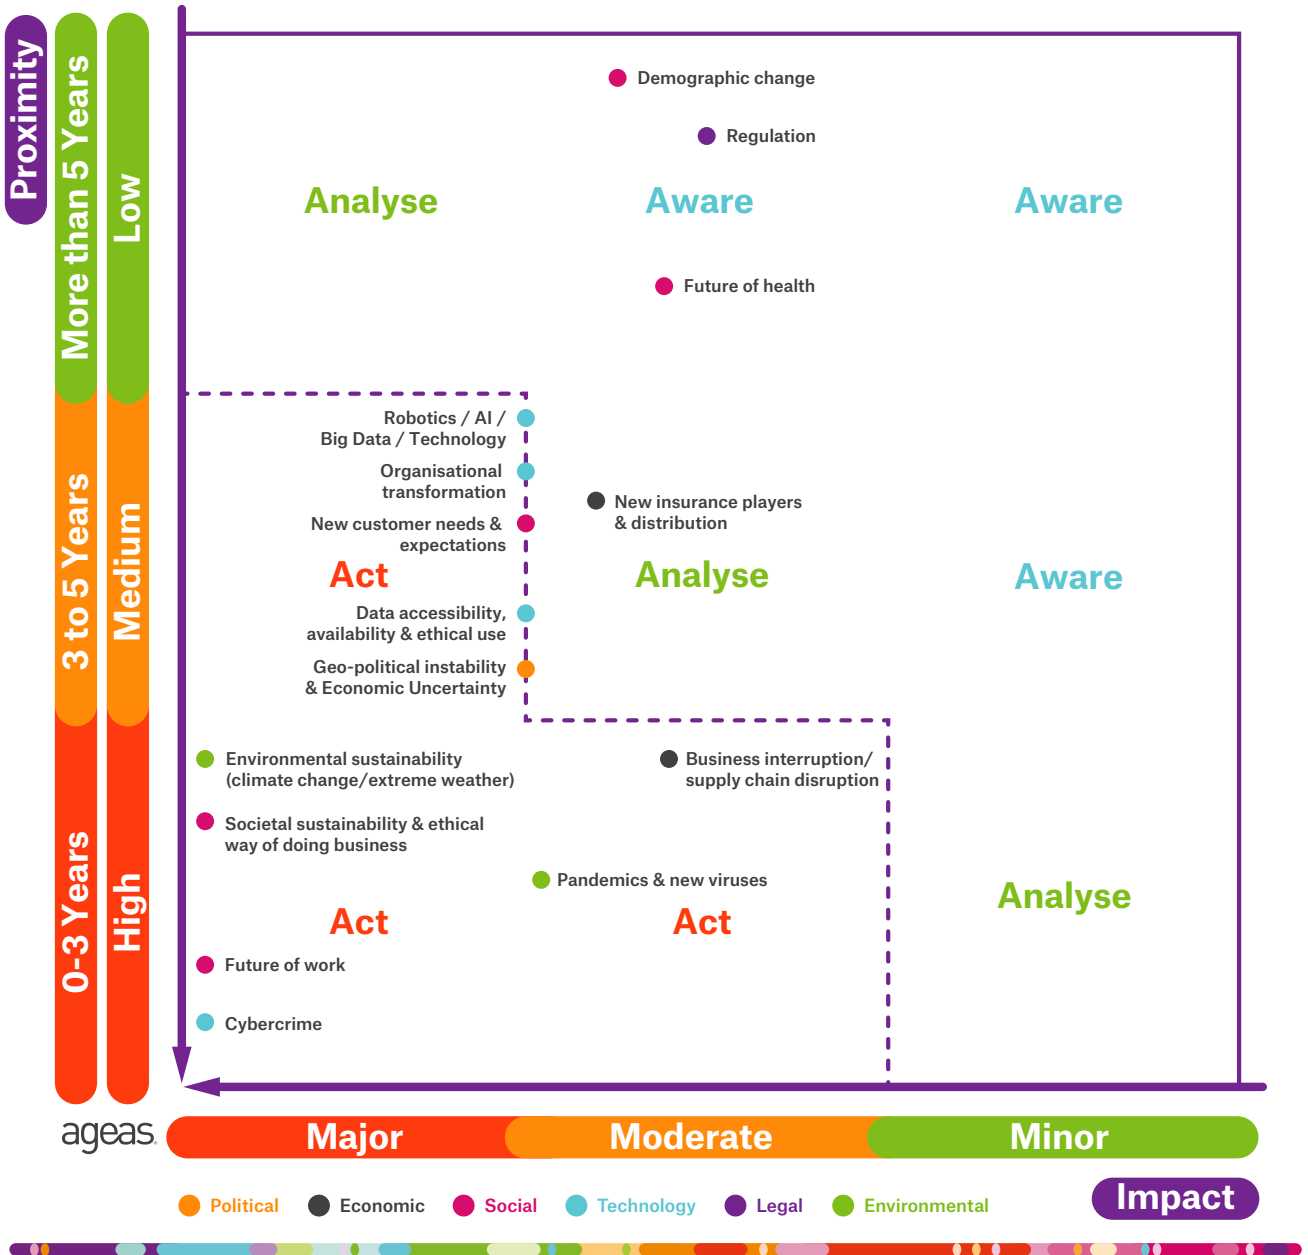 Proximity
More than 5 Years
Low
Demographic change
Regulation
Analyse
Aware
Aware
Future of health
3 to 5 Years
Medium
Robotics / AI /
Big Data / Technology
Organisational
transformation
New customer needs &
expectations
New insurance players
& distribution
Act
Analyse
Aware
Data accessibility,
availability & ethical use
Geo-political instability
& Economic Uncertainty
0-3 Years
High
Environmental sustainability
(climate change/extreme weather)
Business interruption/
supply chain disruption
Societal sustainability & ethical
way of doing business
Pandemics & new viruses
Act
Act
Analyse
Future of work
Cybercrime
ageas
Major
Moderate
Minor
Impact
Political
Economic
Social
Technology
Legal
Environmental